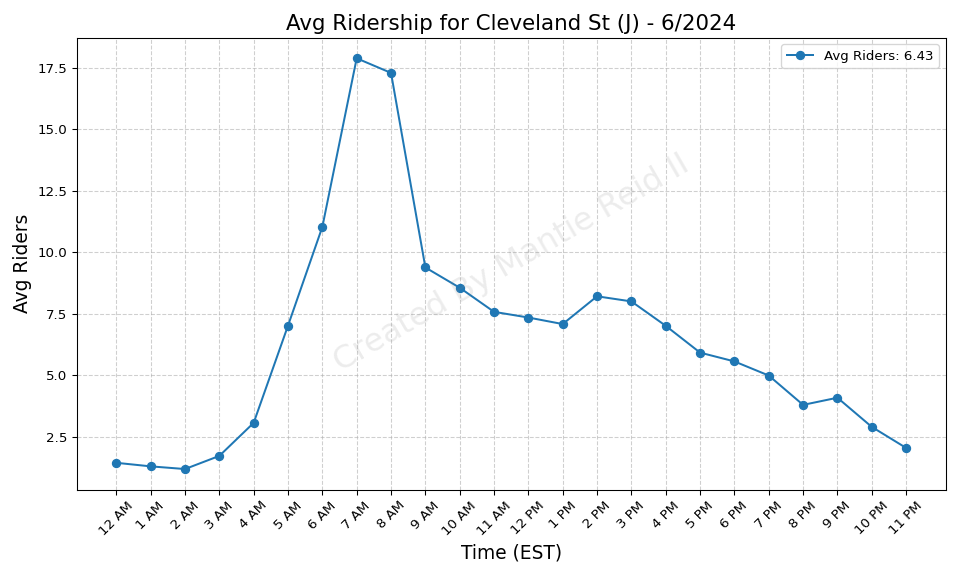 Avg Ridership for Cleveland St (J) - 6/2024
Avg Riders: 6.43
Avg Riders
17.5
15.0
12.5
10.0
7.5
5.0
2.5
Created By Mantie Reid II
12 AM 1 AM 2 AM 3 AM 4 AM 5 AM 6 AM 7 AM 8 AM 9 AM 10 AM 11 AM 12 PM 1 PM 2 PM 3 PM 4 PM 5 PM 6 PM 7 PM 8 PM 9 PM 10 PM 11 PM
Time (EST)